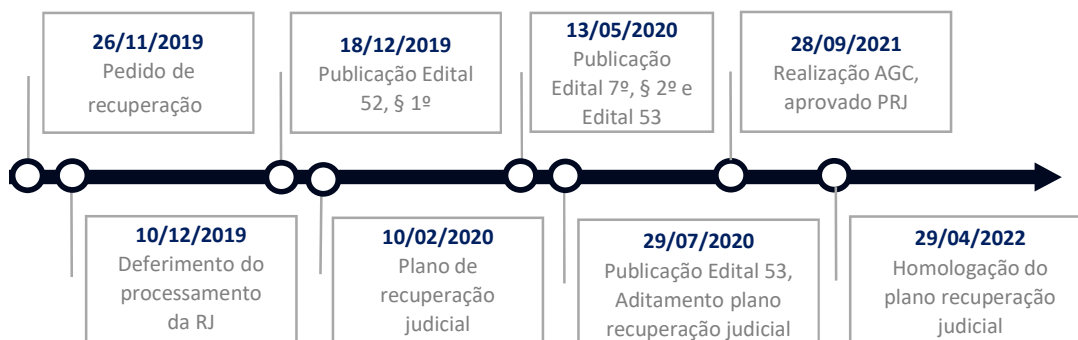 26/11/2019
Pedido de
recuperação
18/12/2019
Publicação Edital
52, § 1º
13/05/2020
Publicação
Edital 7º, § 2º e
Edital 53
28/09/2021
Realização AGC,
aprovado PRJ
10/12/2019
Deferimento do
processamento
da RJ
10/02/2020
Plano de
recuperação
judicial
29/07/2020
Publicação Edital 53,
Aditamento plano
recuperação judicial
29/04/2022
Homologação do
plano recuperação
judicial